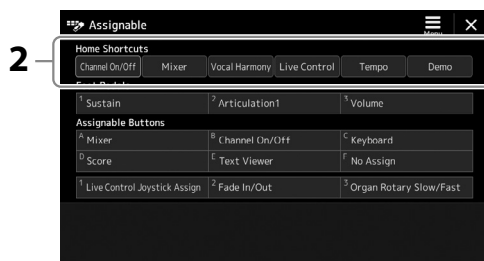 Assignable
Menu
2
Home Shortcuts
Channel On/Off Mixer Vocal Harmony Live Control Tempo Demo
Foot Pedals
1 Sustain 2 Articulation1 3 Volume
Assignable Buttons
A Mixer B Channel On/Off C Keyboard
D Score E Text Viewer F No Assign
1 Live Control Joystick Assign 2 Fade In/Out 3 Organ Rotary Slow/Fast